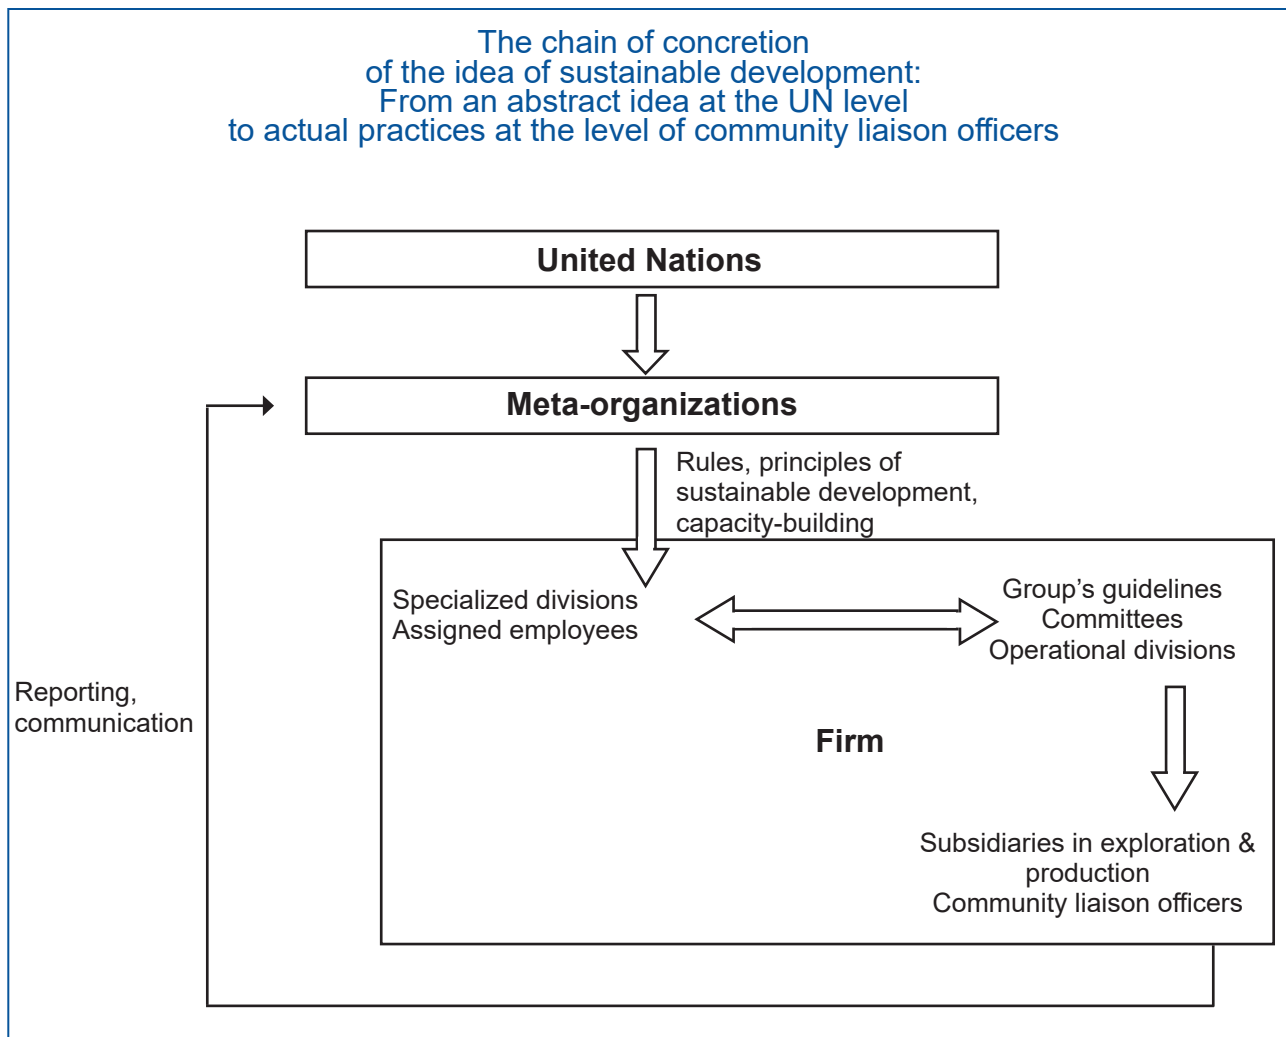 The chain of concretion
of the idea of sustainable development:
From an abstract idea at the UN level
to actual practices at the level of community liaison officers
United Nations
Meta-organizations
Rules, principles of
sustainable development,
capacity-building
Specialized divisions
Assigned employees
Group’s guidelines
Committees
Operational divisions
Reporting,
communication
Firm
Subsidiaries in exploration &
production
Community liaison officers